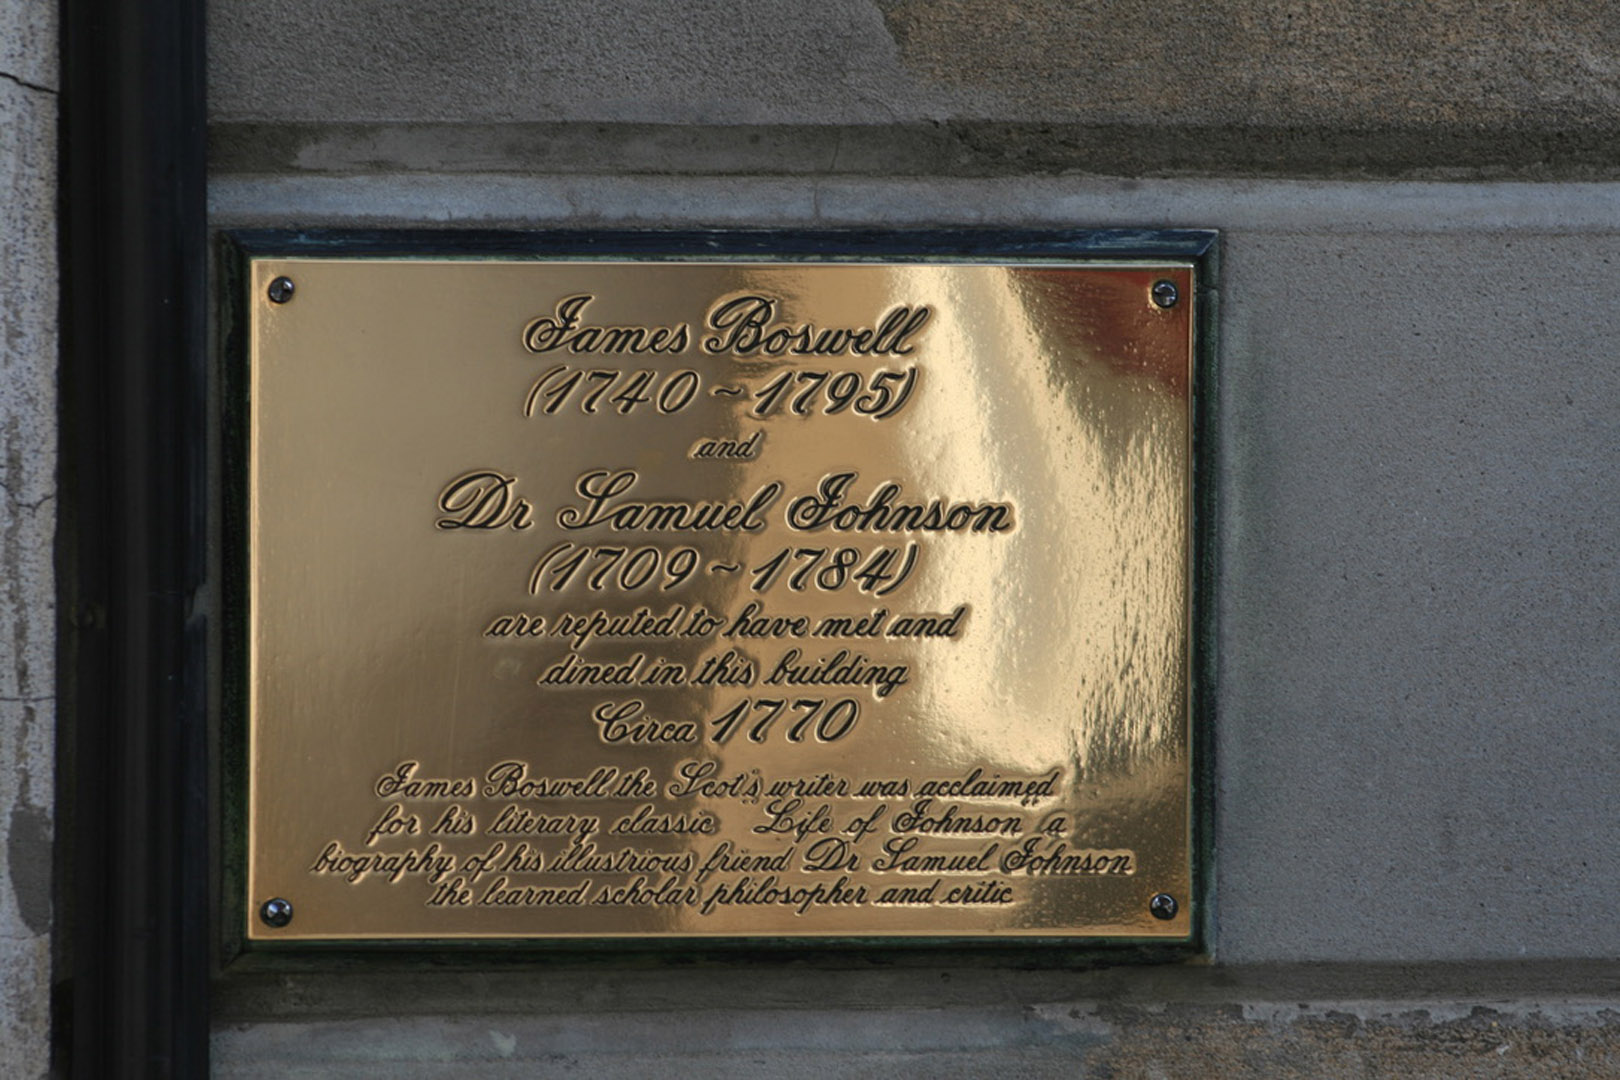 James Boswell
(1740 ~ 1795)
and
Dr Samuel Johnson
(1709 ~ 1784)
are reputed to have met and
dined in this building
Circa 1770
James Boswell, the Scot's writer was acclaimed
for his literary classic "Life of Johnson" (a
biography of his illustrious friend Dr Samuel Johnson
the learned scholar, philosopher and critic